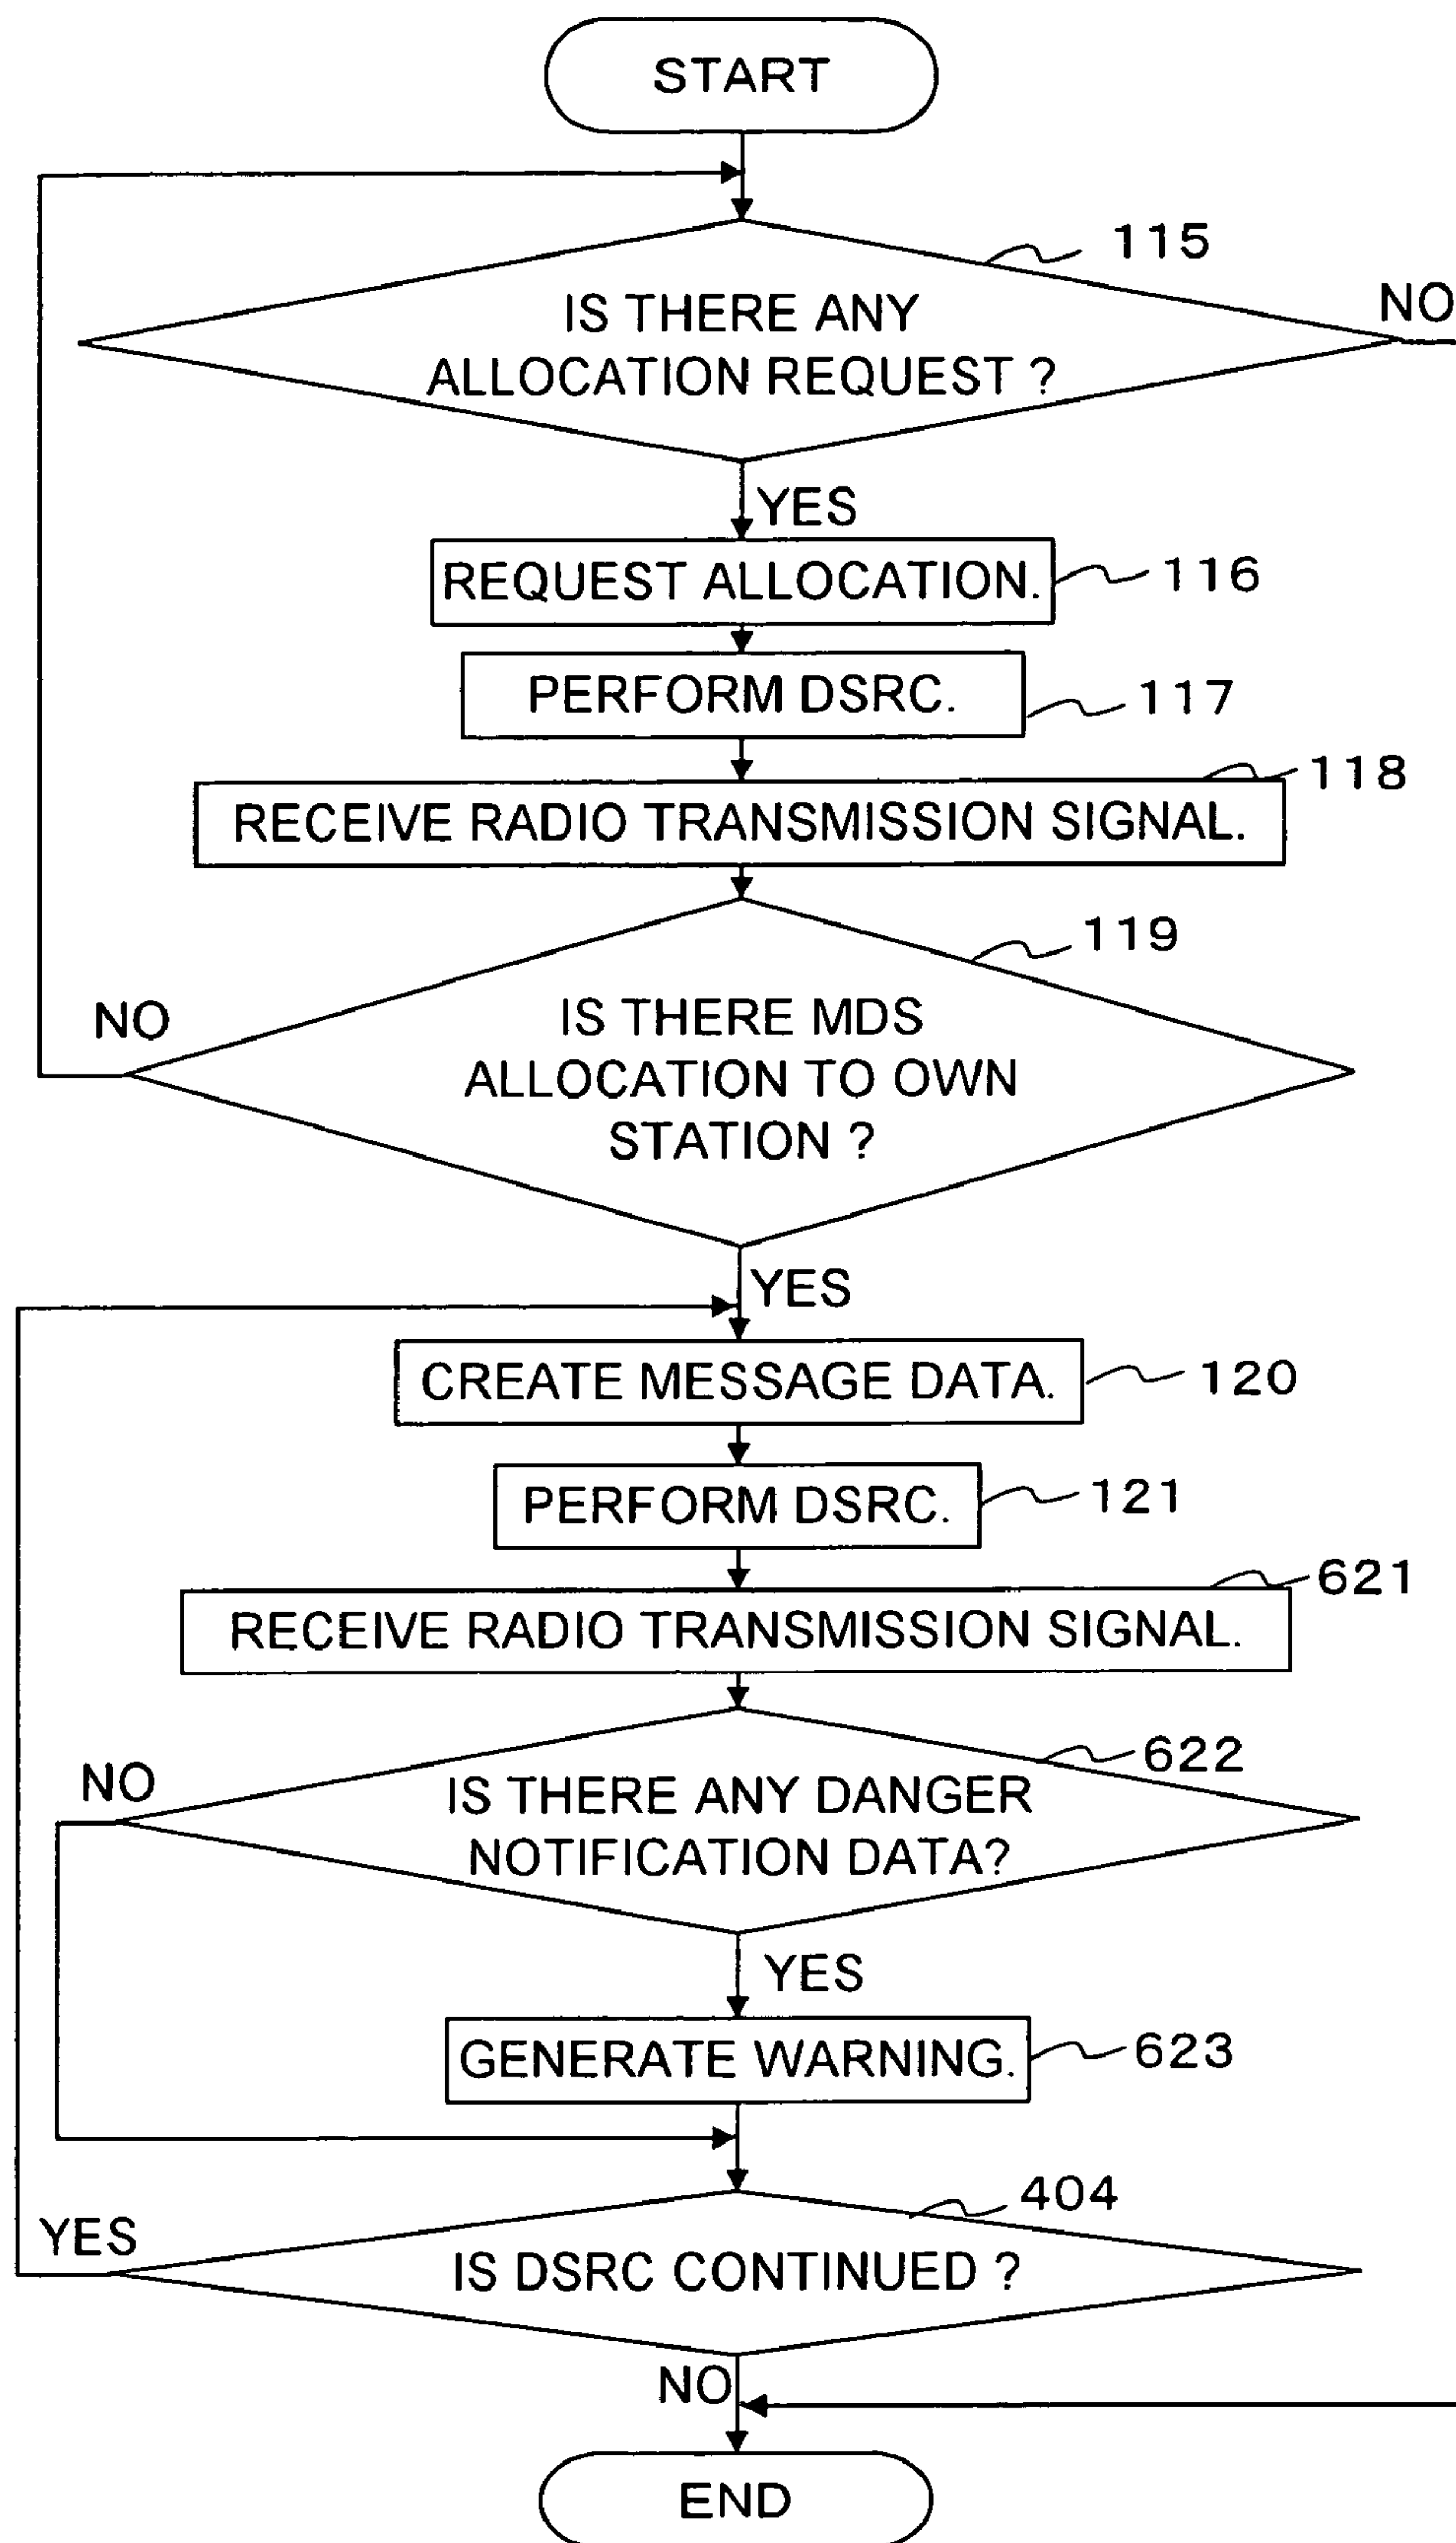 START
115
NO
IS THERE ANY
ALLOCATION REQUEST ?
YES
REQUEST ALLOCATION.
116
PERFORM DSRC.
117
118
RECEIVE RADIO TRANSMISSION SIGNAL.
119
NO
IS THERE MDS
ALLOCATION TO OWN
STATION ?
YES
CREATE MESSAGE DATA.
120
PERFORM DSRC.
121
621
RECEIVE RADIO TRANSMISSION SIGNAL.
622
NO
IS THERE ANY DANGER
NOTIFICATION DATA?
YES
GENERATE WARNING.
623
404
YES
IS DSRC CONTINUED ?
NO
END